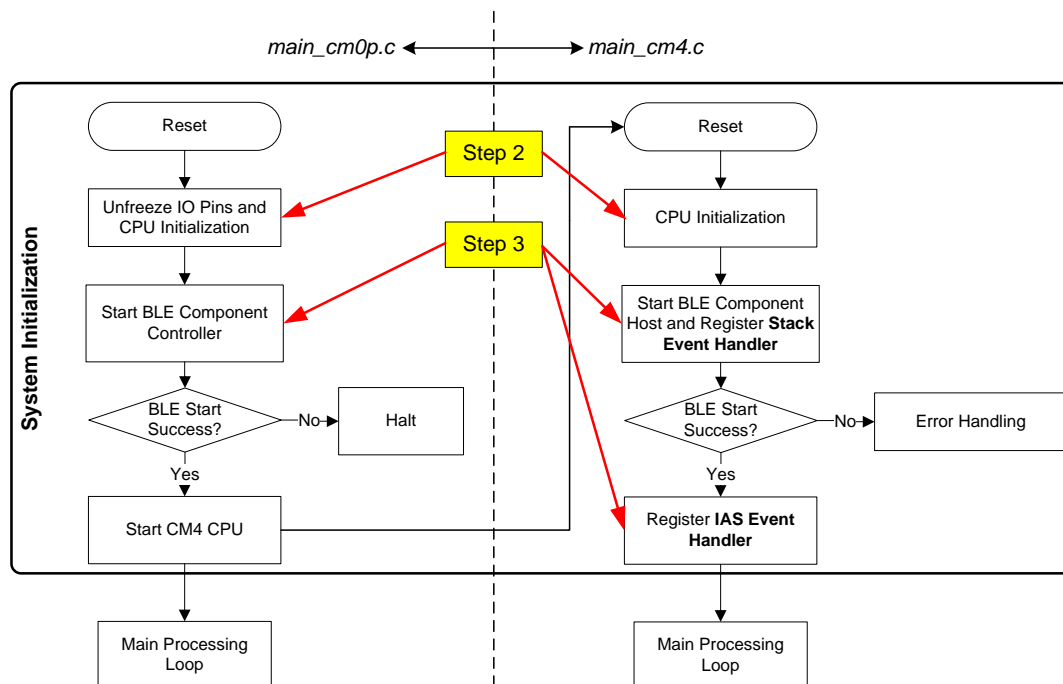 main_cm0p.c
main_cm4.c
System Initialization
Reset
Unfreeze IO Pins and
CPU Initialization
Start BLE Component
Controller
BLE Start
Success?
No
Halt
Yes
Start CM4 CPU
Main Processing
Loop
Step 2
Step 3
Reset
CPU Initialization
Start BLE Component
Host and Register Stack
Event Handler
BLE Start
Success?
No
Error Handling
Yes
Register IAS Event
Handler
Main Processing
Loop